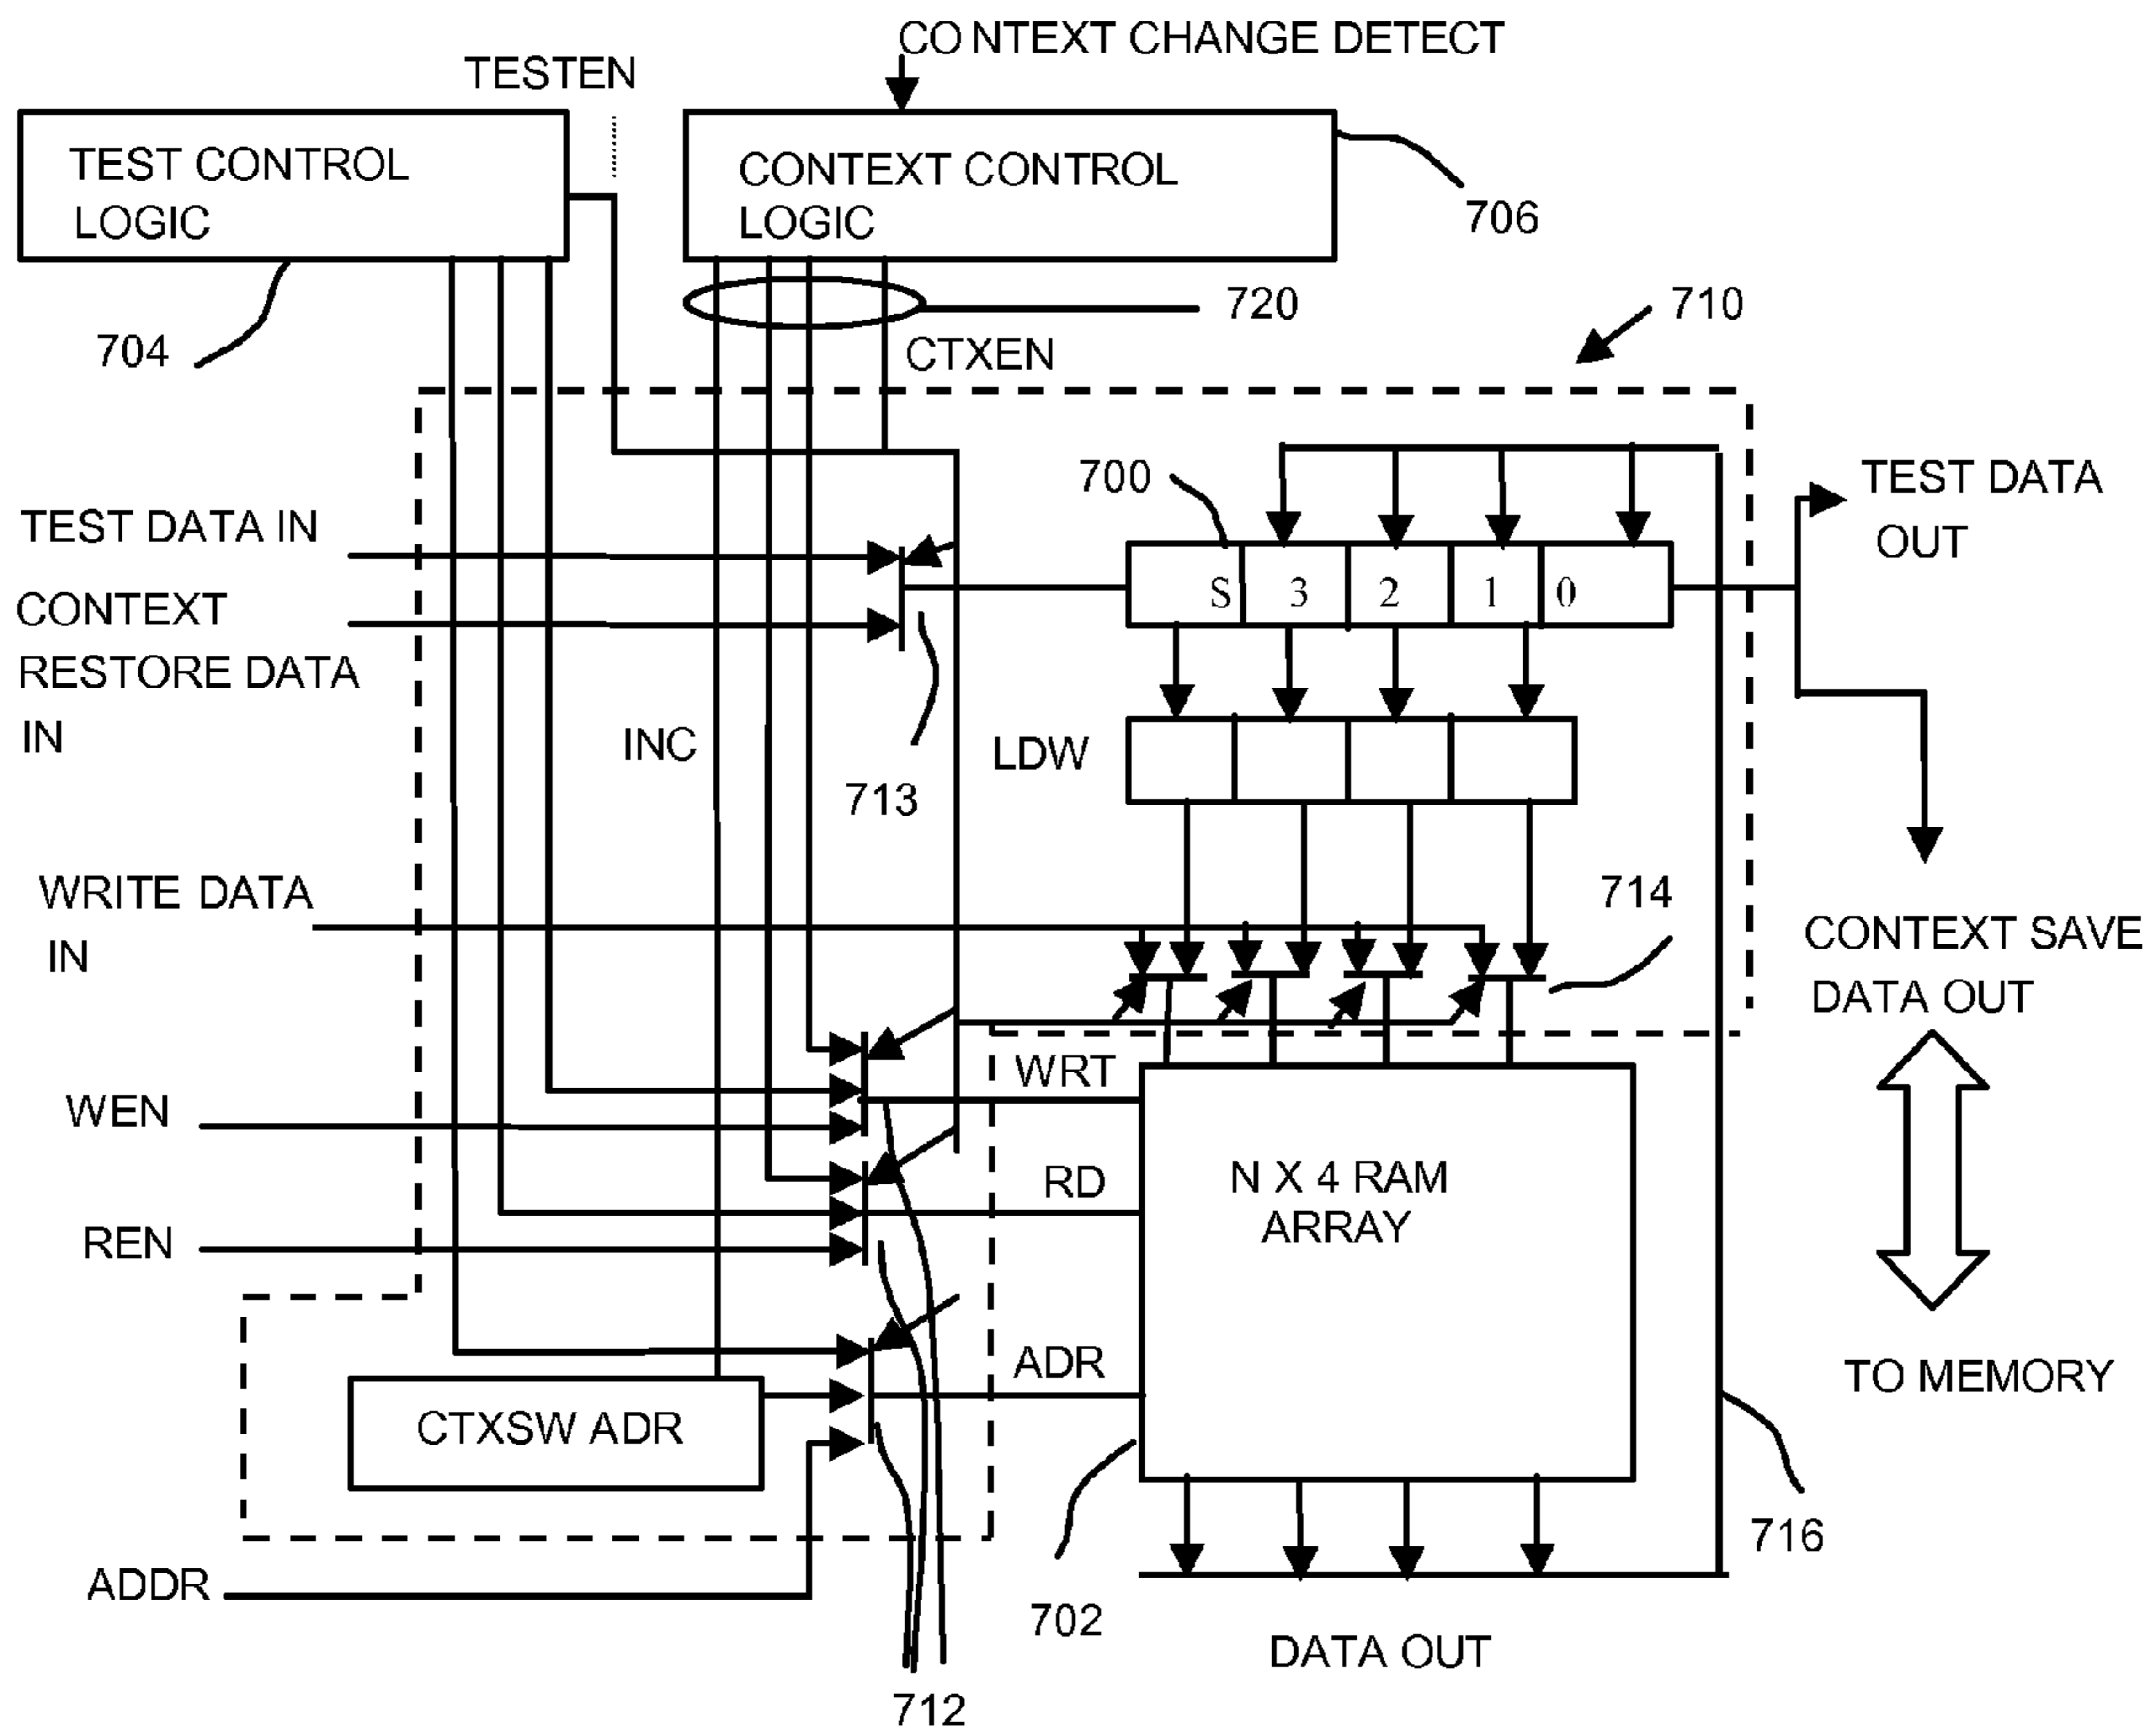 CONTEXT CHANGE DETECT
TESTEN
TEST CONTROL
LOGIC
CONTEXT CONTROL
LOGIC
706
704
720
710
CTXEN
700
TEST DATA
OUT
TEST DATA IN
CONTEXT
RESTORE DATA
IN
S 3 2 1 0
INC
713
LDW
WRITE DATA
IN
714
CONTEXT SAVE
DATA OUT
WRT
WEN
RD
N X 4 RAM
ARRAY
REN
ADR
TO MEMORY
CTXSW ADR
716
ADDR
702
DATA OUT
712